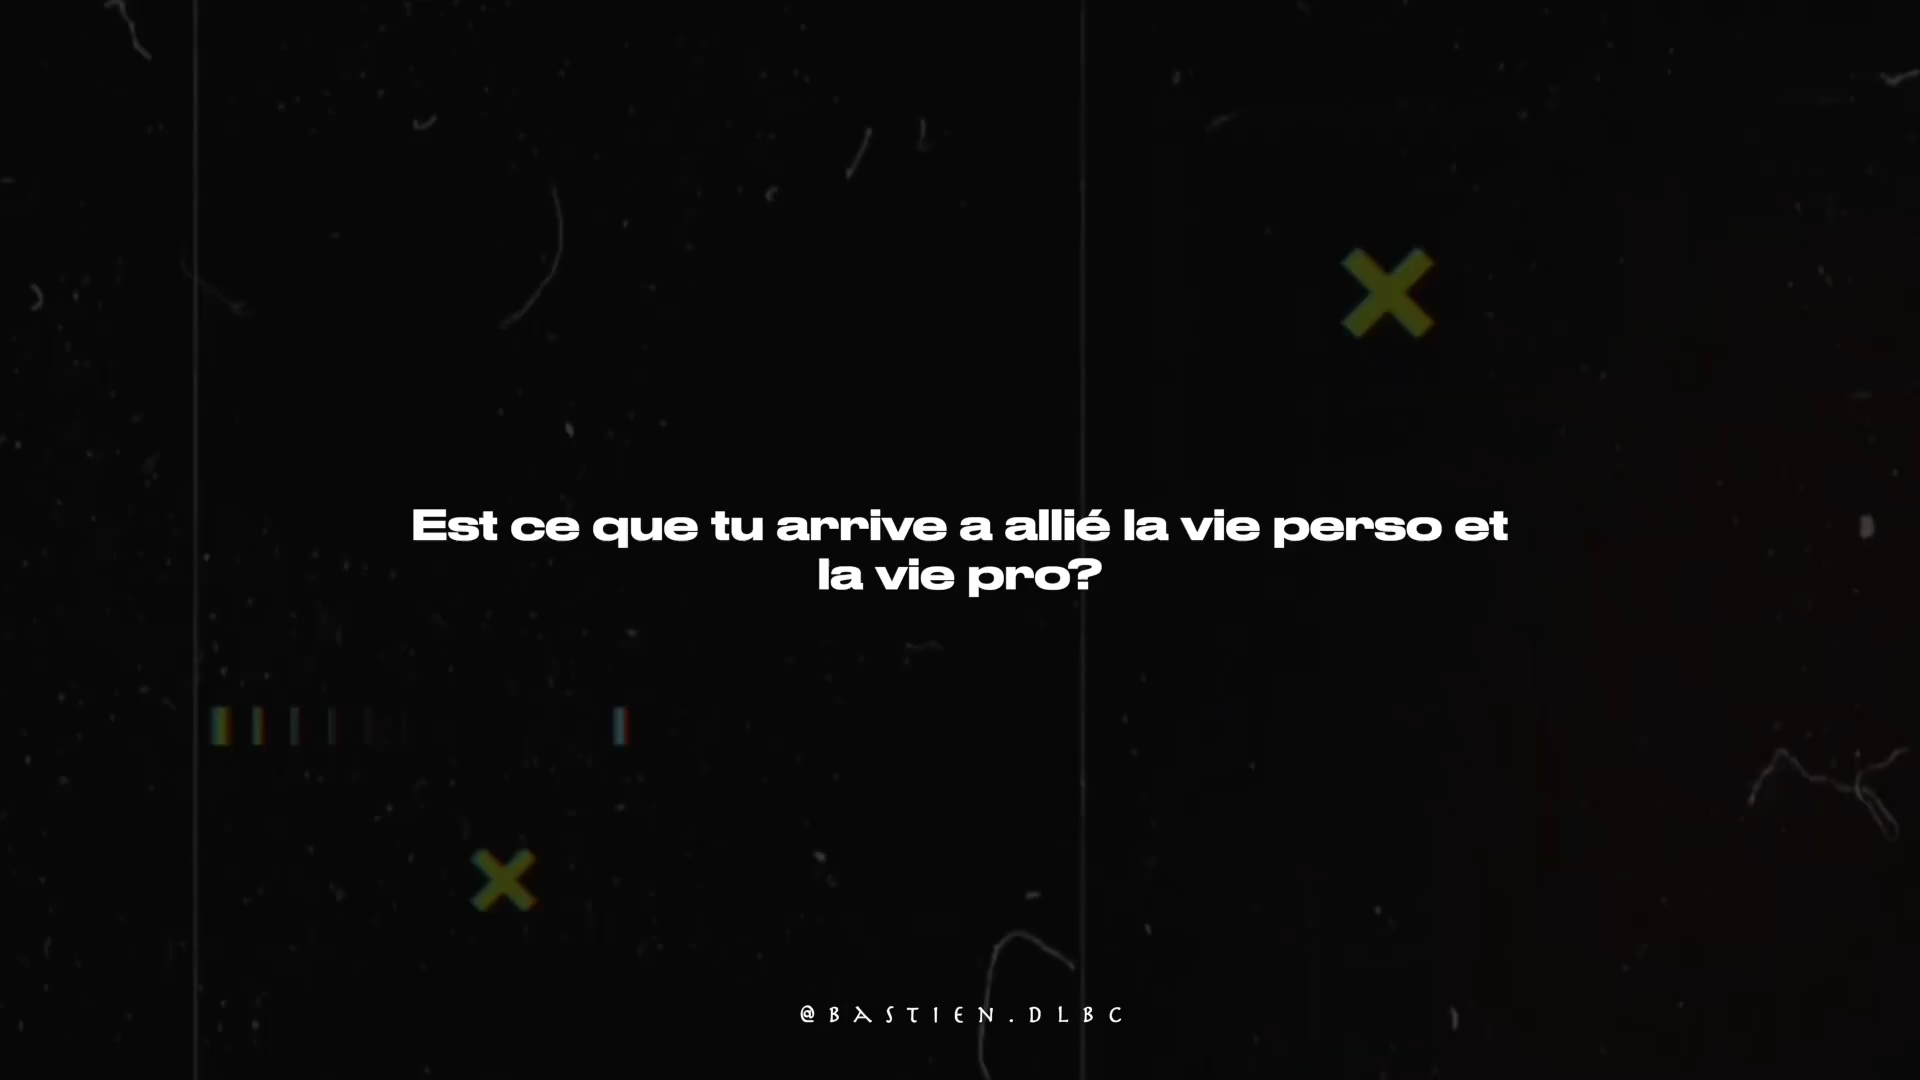 Est ce que tu arrive a allié la vie perso et
la vie pro?
@BASTIEN.DLBC